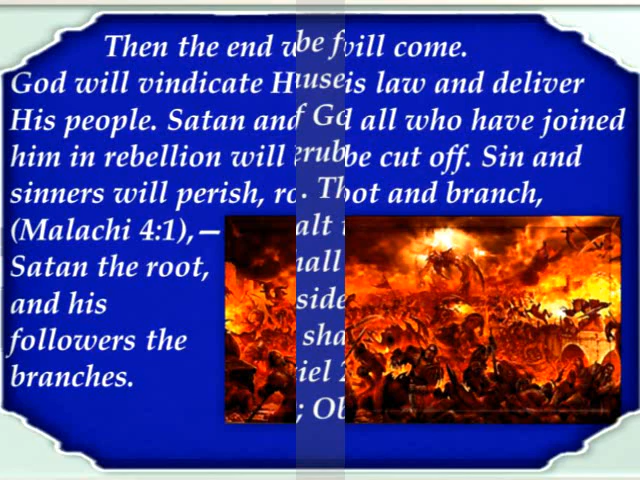 Then the end will come.
God will vindicate His law and deliver
His people. Satan and all who have joined
him in rebellion will be cut off. Sin and
sinners will perish, root and branch,
(Malachi 4:1),—
Satan the root,
and his
followers the
branches.